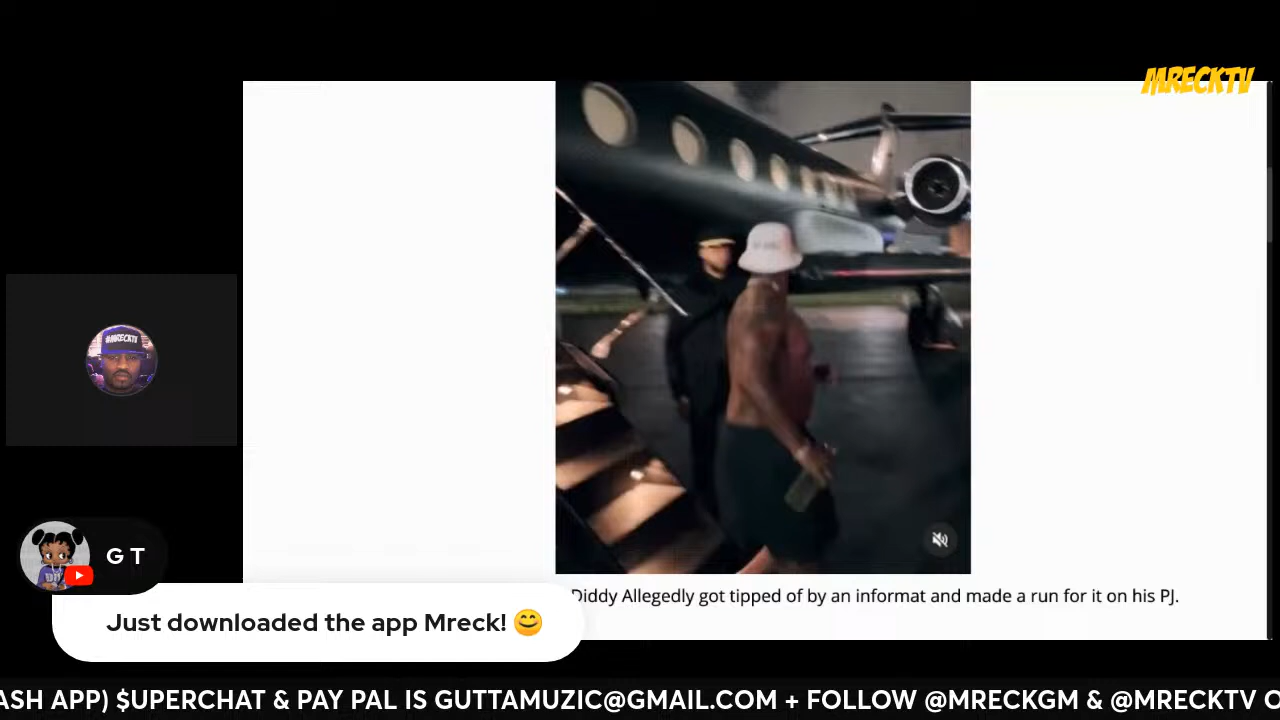 MRECKTV
#MRECKTV
G T
Just downloaded the app Mreck! 😊
Diddy Allegedly got tipped of by an informat and made a run for it on his PJ.
ASH APP) $UPERCHAT & PAY PAL IS GUTTAMUZIC@GMAIL.COM + FOLLOW @MRECKGM & @MRECKTV O